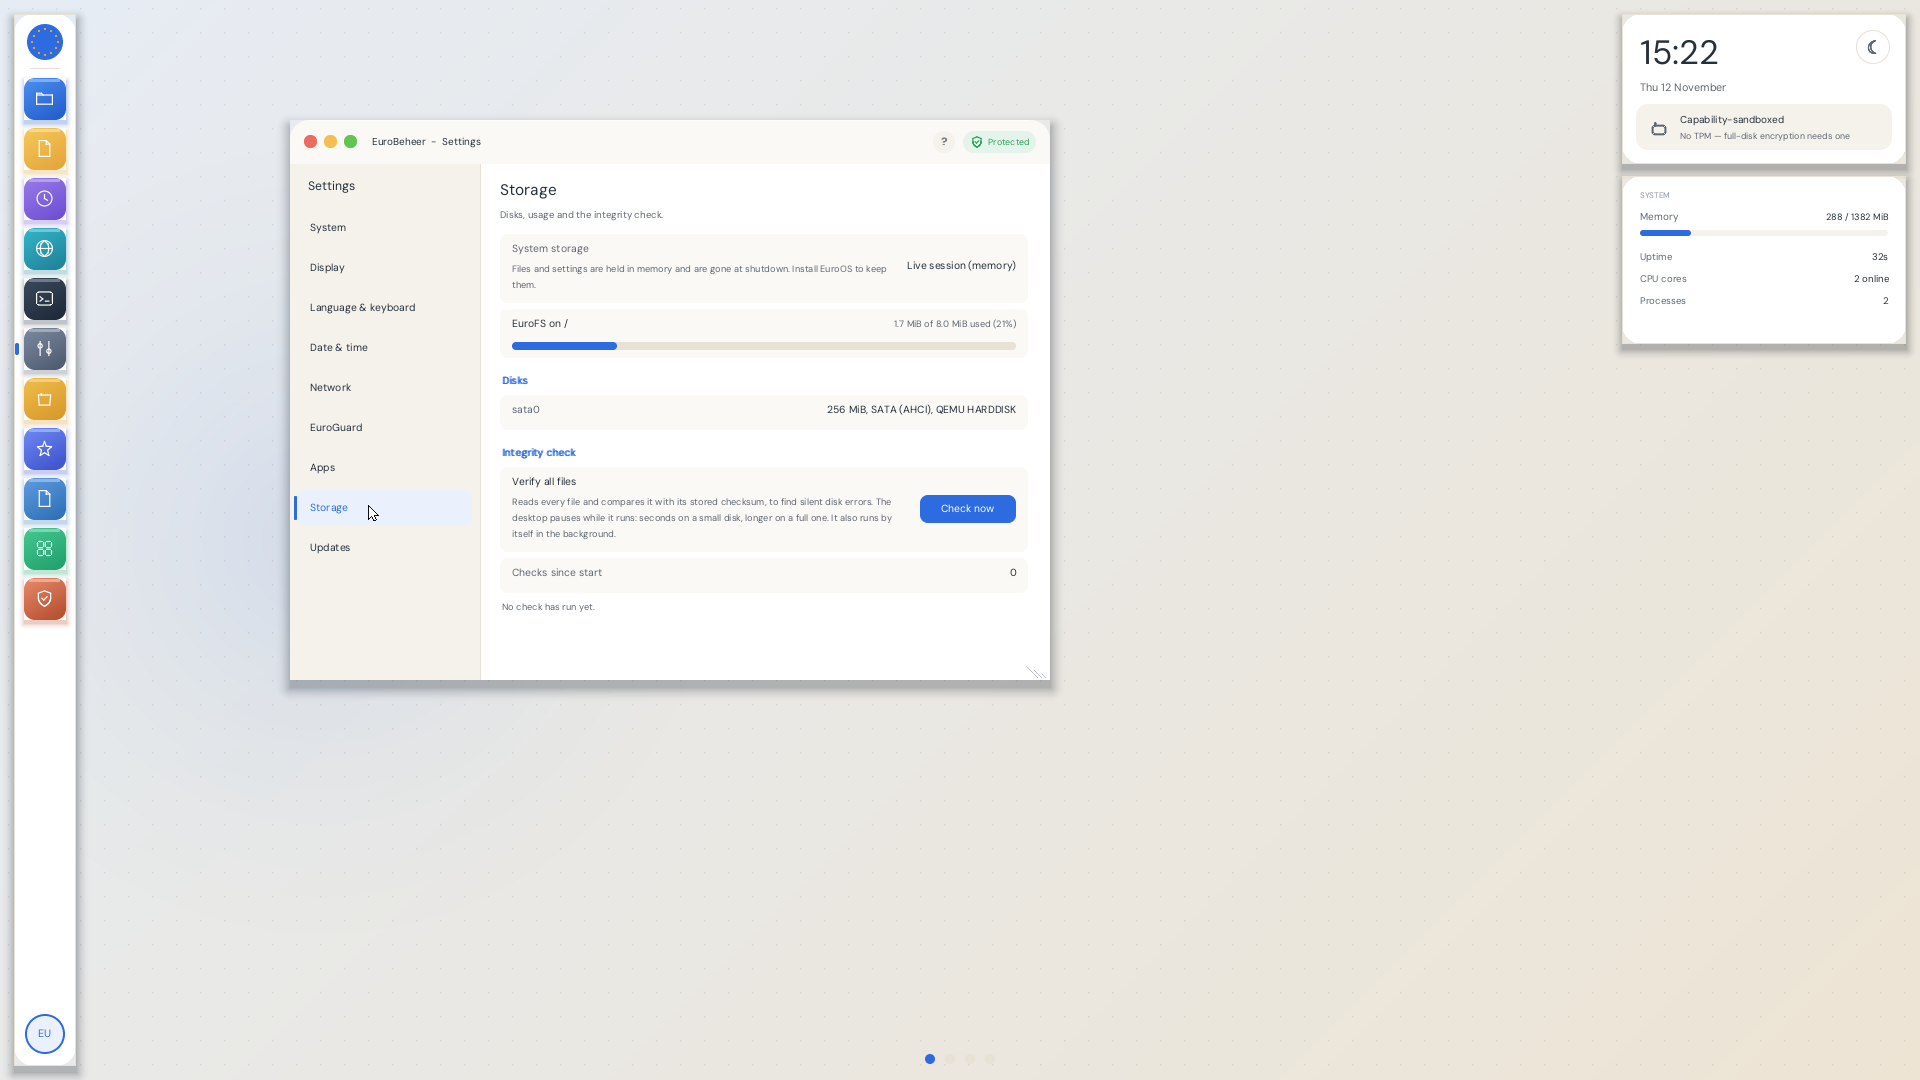 EuroBeheer - Settings
?
Protected
Settings
System
Display
Language & keyboard
Date & time
Network
EuroGuard
Apps
Storage
Updates
Storage
Disks, usage and the integrity check.
System storage
Files and settings are held in memory and are gone at shutdown. Install EuroOS to keep
them.
Live session (memory)
EuroFS on /
1.7 MiB of 8.0 MiB used (21%)
Disks
sata0
256 MiB, SATA (AHCI), QEMU HARDDISK
Integrity check
Verify all files
Reads every file and compares it with its stored checksum, to find silent disk errors. The
desktop pauses while it runs: seconds on a small disk, longer on a full one. It also runs by
itself in the background.
Check now
Checks since start
0
No check has run yet.
15:22
Thu 12 November
Capability-sandboxed
No TPM — full-disk encryption needs one
SYSTEM
Memory
288 / 1382 MiB
Uptime
32s
CPU cores
2 online
Processes
2
EU